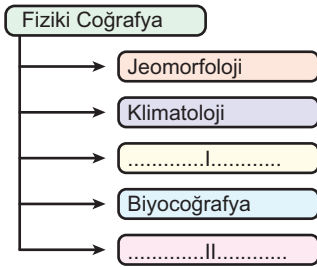 Fiziki Coğrafya
Jeomorfoloji
Klimatoloji
.............I............
Biyocoğrafya
.............II............